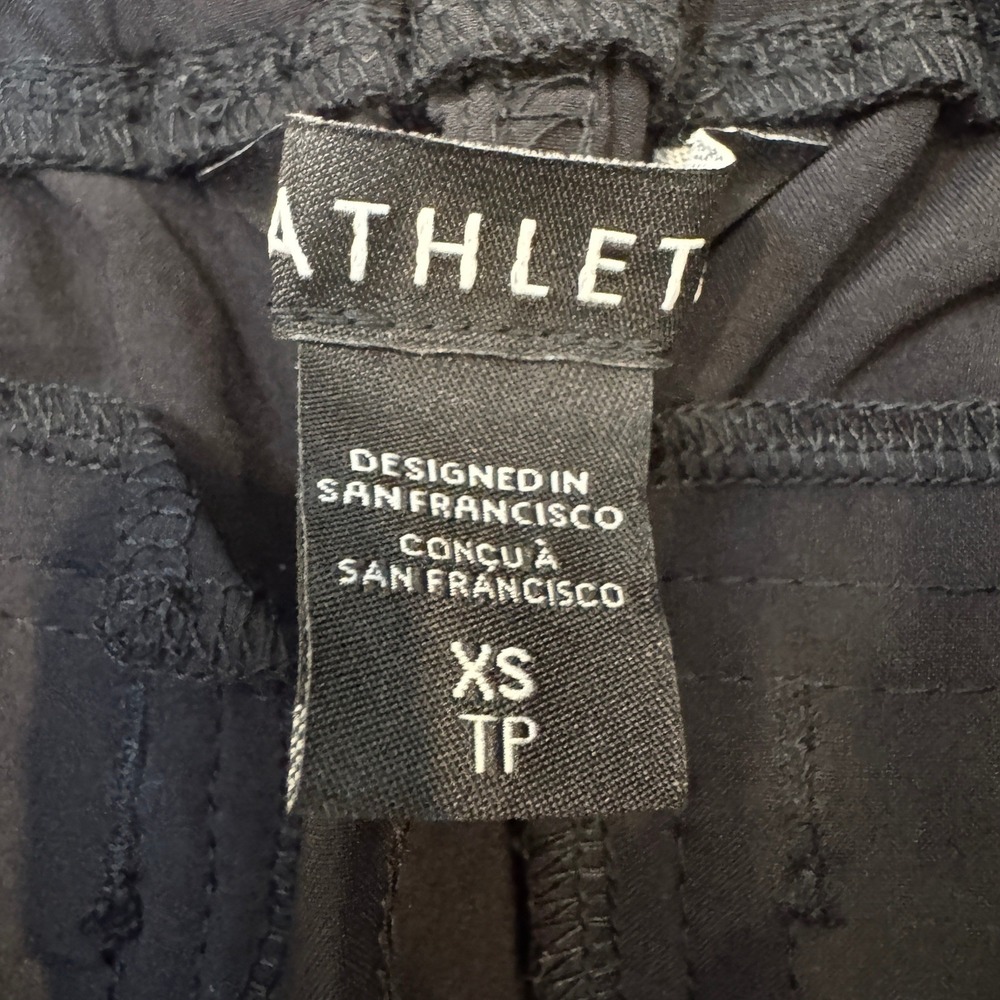 ATHLET
DESIGNED IN
SAN FRANCISCO
CONÇU À
SAN FRANCISCO
XS
TP